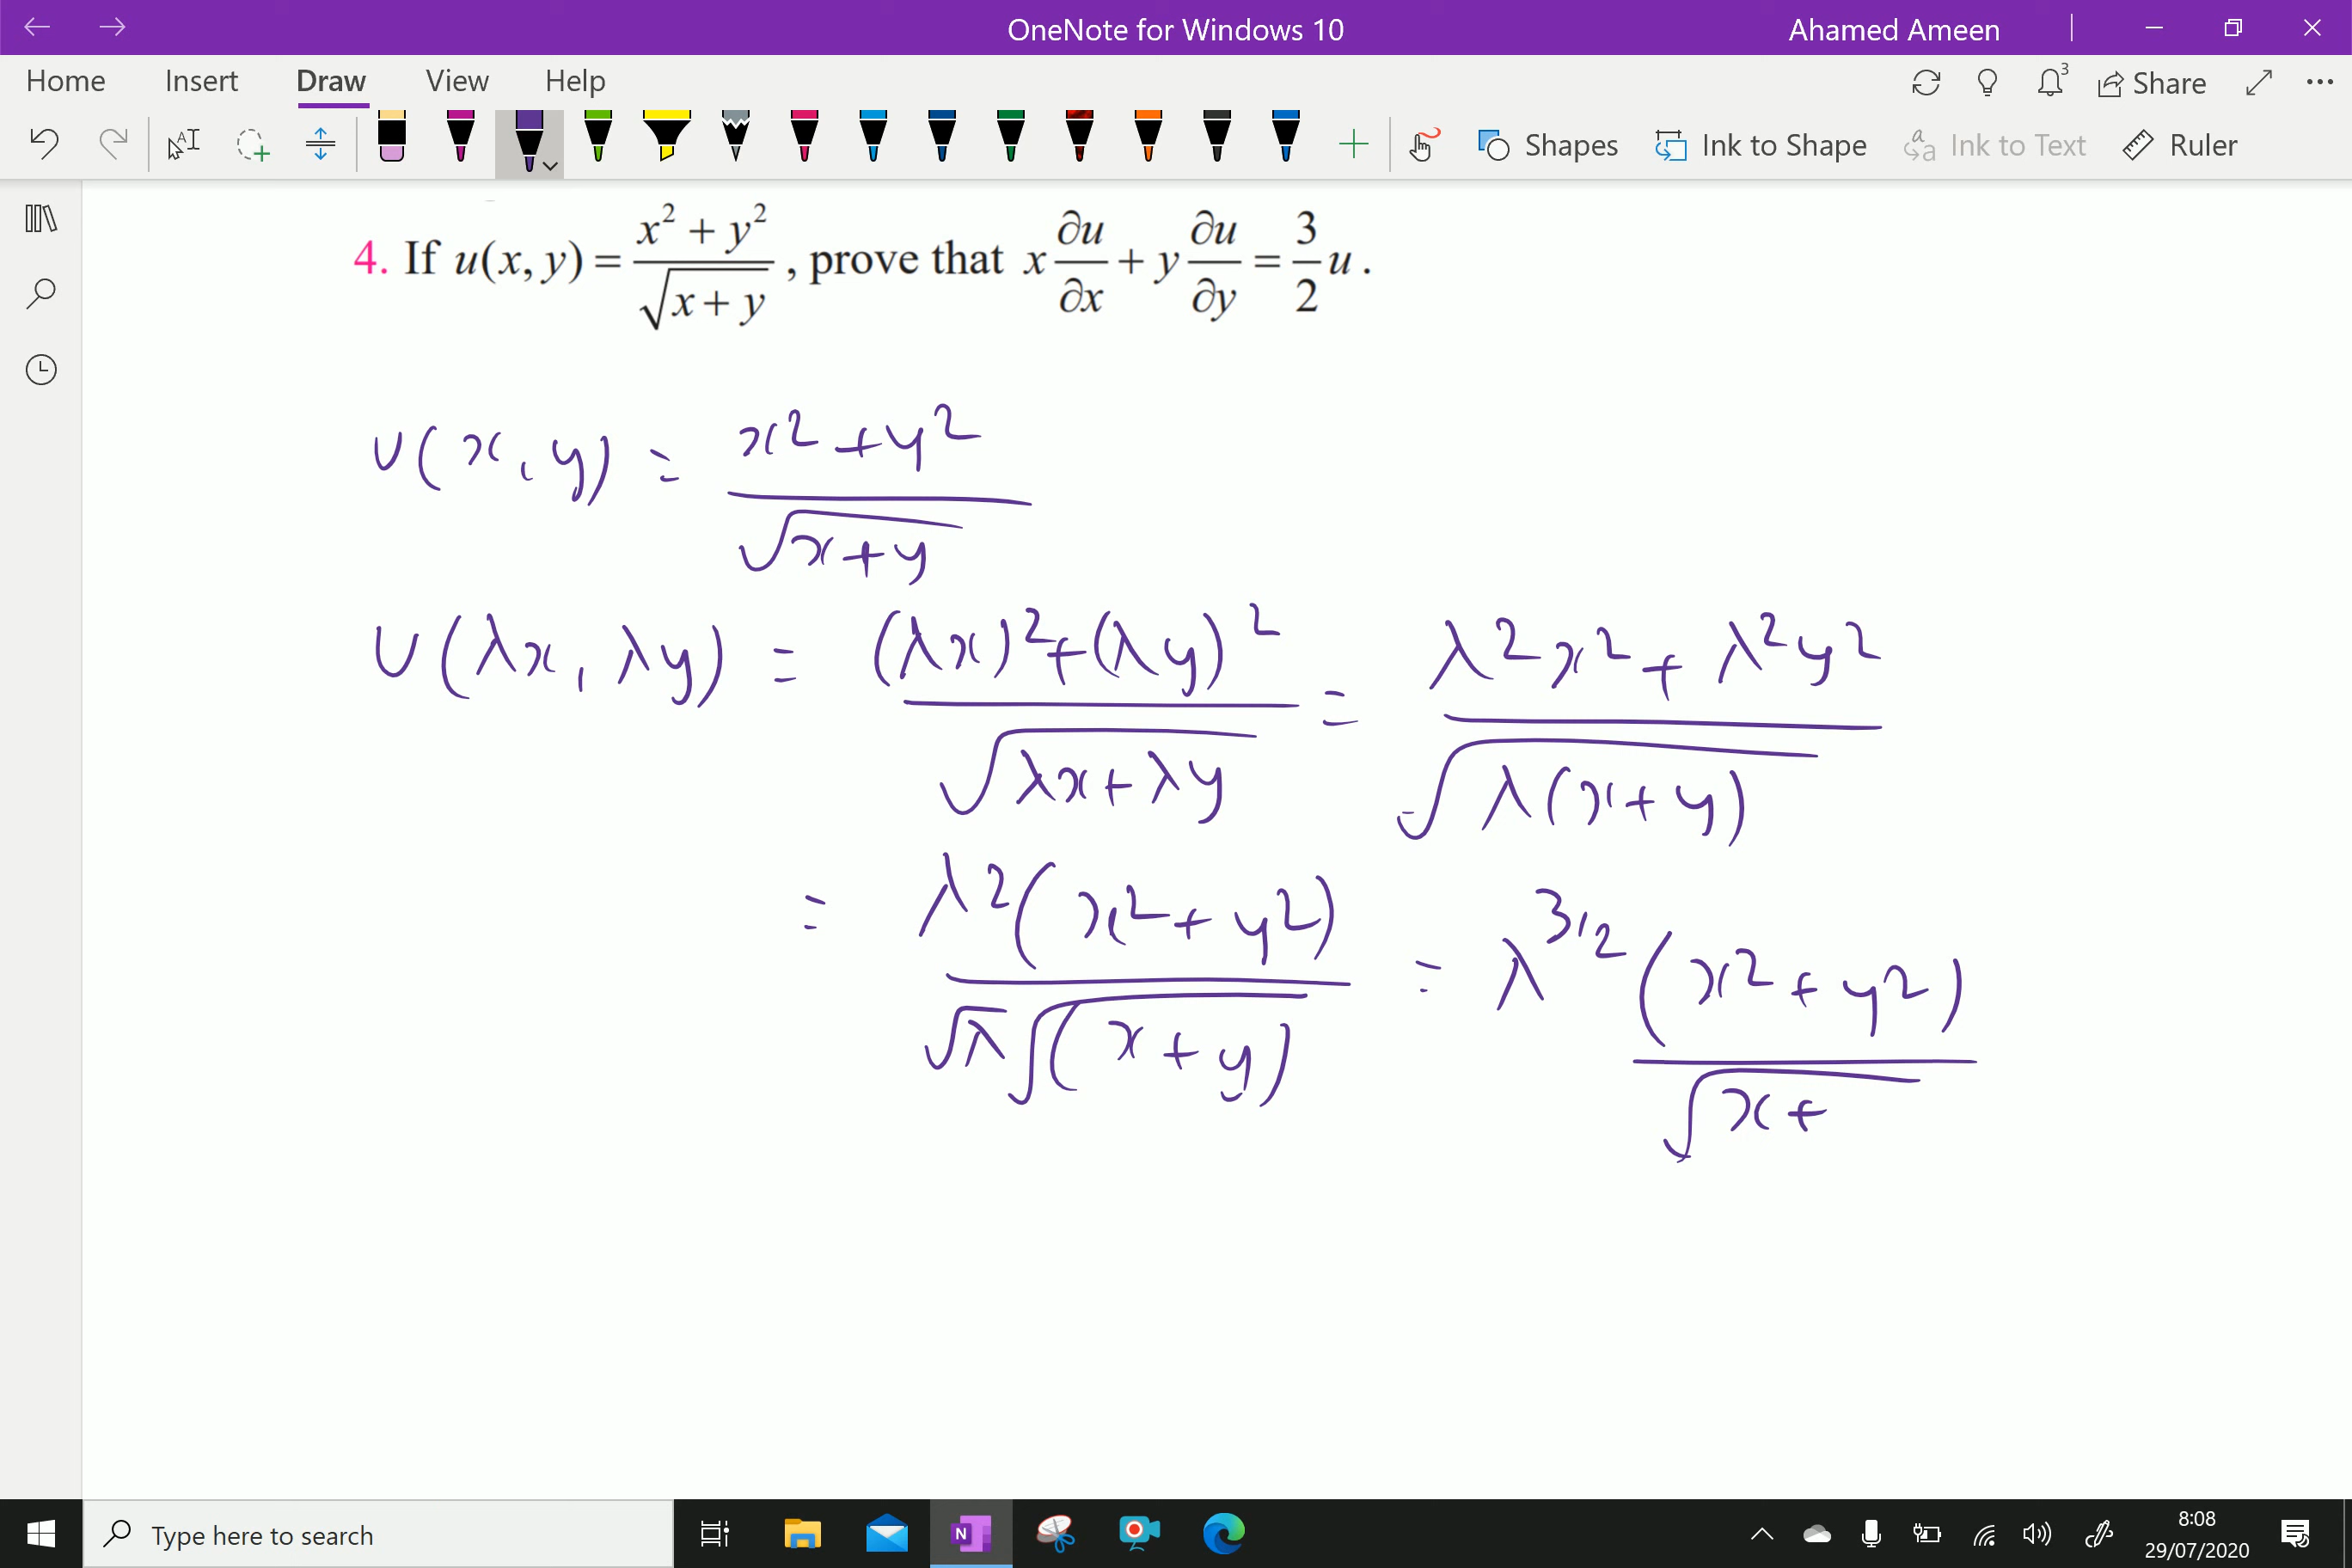 OneNote for Windows 10 Ahamed Ameen
Home Insert Draw View Help 3 Share
Shapes Ink to Shape Ink to Text Ruler
4. If u(x, y) = (x² + y²)/√(x + y), prove that x ∂u/∂x + y ∂u/∂y = 3/2 u.
U(x, y) = (x² + y²)/√(x+y)
U(λx, λy) = ((λx)² + (λy)²)/√(λx + λy) = (λ²x² + λ²y²)/√(λ(x+y))
= λ²(x² + y²)/(√λ √(x+y)) = λ^(3/2) (x² + y²)/√(x+
Type here to search
8:08
29/07/2020